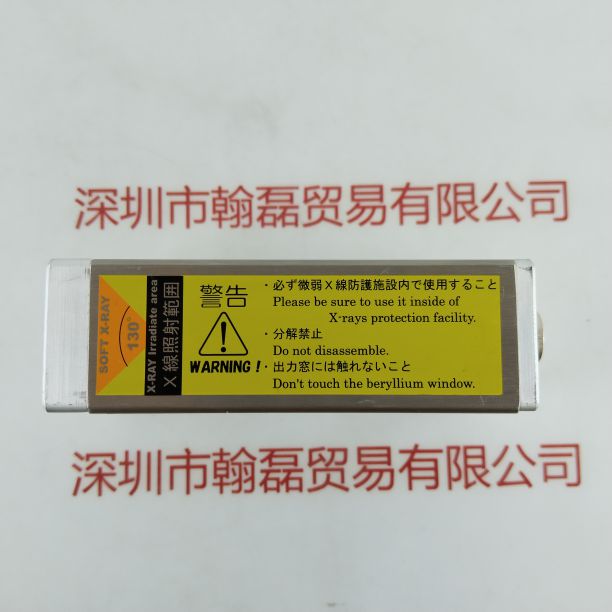 深圳市翰磊贸易有限公司
SOFT X-RAY
130°
X-RAY Irradiate area
X線照射範囲
警告
WARNING!
・必ず微弱X線防護施設内で使用すること
Please be sure to use it inside of
X-rays protection facility.
・分解禁止
Do not disassemble.
・出力窓には触れないこと
Don't touch the beryllium window.
深圳市翰磊贸易有限公司